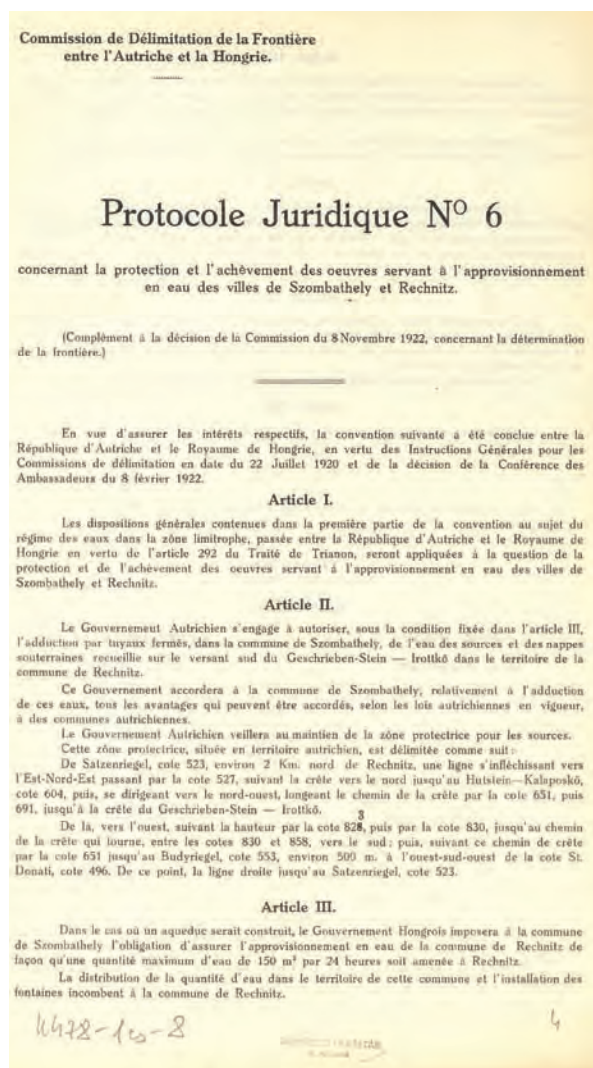 Commission de Délimitation de la Frontière
entre l'Autriche et la Hongrie.
Protocole Juridique Nº 6
concernant la protection et l'achèvement des oeuvres servant à l'approvisionnement
en eau des villes de Szombathely et Rechnitz.
(Complément à la décision de la Commission du 8 Novembre 1922, concernant la détermination
de la frontière.)
En vue d'assurer les intérêts respectifs, la convention suivante a été conclue entre la
République d'Autriche et le Royaume de Hongrie, en vertu des Instructions Générales pour les
Commissions de délimitation en date du 22 Juillet 1920 et de la décision de la Conférence des
Ambassadeurs du 8 février 1922.
Article I.
Les dispositions générales contenues dans la première partie de la convention au sujet du
régime des eaux dans la zône limitrophe, passée entre la République d'Autriche et le Royaume de
Hongrie en vertu de l'article 292 du Traité de Trianon, seront appliquées à la question de la
protection et de l'achèvement des oeuvres servant à l'approvisionnement en eau des villes de
Szombathely et Rechnitz.
Article II.
Le Gouvernemeut Autrichien s'engage à autoriser, sous la condition fixée dans l'article III,
l'adduction par tuyaux fermés, dans la commune de Szombathely, de l'eau des sources et des nappes
souterraines recueillie sur le versant sud du Geschrieben-Stein — Irottkő dans le territoire de la
commune de Rechnitz.
Ce Gouvernement accordera à la commune de Szombathely, relativement à l'adduction
de ces eaux, tous les avantages qui peuvent être accordés, selon les lois autrichiennes en vigueur,
à des communes autrichiennes.
Le Gouvernement Autrichien veillera au maintien de la zône protectrice pour les sources.
Cette zône protectrice, située en territoire autrichien, est délimitée comme suit:
De Satzenriegel, cote 523, environ 2 Km. nord de Rechnitz, une ligne s'infléchissant vers
l'Est-Nord-Est passant par la cote 527, suivant la crête vers le nord jusqu'au Hutstein—Kalaposkő,
cote 604, puis, se dirigeant vers le nord-ouest, longeant le chemin de la crête par la cote 651, puis
691, jusqu'à la crête du Geschrieben-Stein — Irottkő.
3
De là, vers l'ouest, suivant la hauteur par la cote 828, puis par la cote 830, jusqu'au chemin
de la crête qui tourne, entre les cotes 830 et 858, vers le sud; puis, suivant ce chemin de crête
par la cote 651 jusqu'au Budyriegel, cote 553, environ 500 m. à l'ouest-sud-ouest de la cote St.
Donati, cote 496. De ce point, la ligne droite jusqu'au Satzenriegel, cote 523.
Article III.
Dans le cas où un aqueduc serait construit, le Gouvernement Hongrois imposera à la commune
de Szombathely l'obligation d'assurer l'approvisionnement en eau de la commune de Rechnitz de
façon qu'une quantité maximum d'eau de 150 m³ par 24 heures soit amenée à Rechnitz.
La distribution de la quantité d'eau dans le territoire de cette commune et l'installation des
fontaines incombent à la commune de Rechnitz.
4